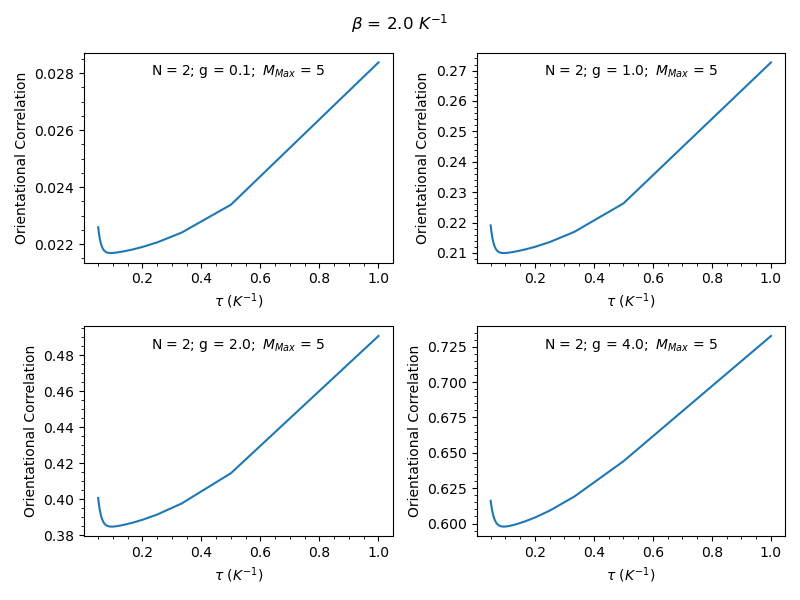 β = 2.0 K⁻¹
N = 2; g = 0.1; M_Max = 5
Orientational Correlation
0.028
0.026
0.024
0.022
0.2 0.4 0.6 0.8 1.0
τ (K⁻¹)
N = 2; g = 1.0; M_Max = 5
Orientational Correlation
0.27
0.26
0.25
0.24
0.23
0.22
0.21
0.2 0.4 0.6 0.8 1.0
τ (K⁻¹)
N = 2; g = 2.0; M_Max = 5
Orientational Correlation
0.48
0.46
0.44
0.42
0.40
0.38
0.2 0.4 0.6 0.8 1.0
τ (K⁻¹)
N = 2; g = 4.0; M_Max = 5
Orientational Correlation
0.725
0.700
0.675
0.650
0.625
0.600
0.2 0.4 0.6 0.8 1.0
τ (K⁻¹)